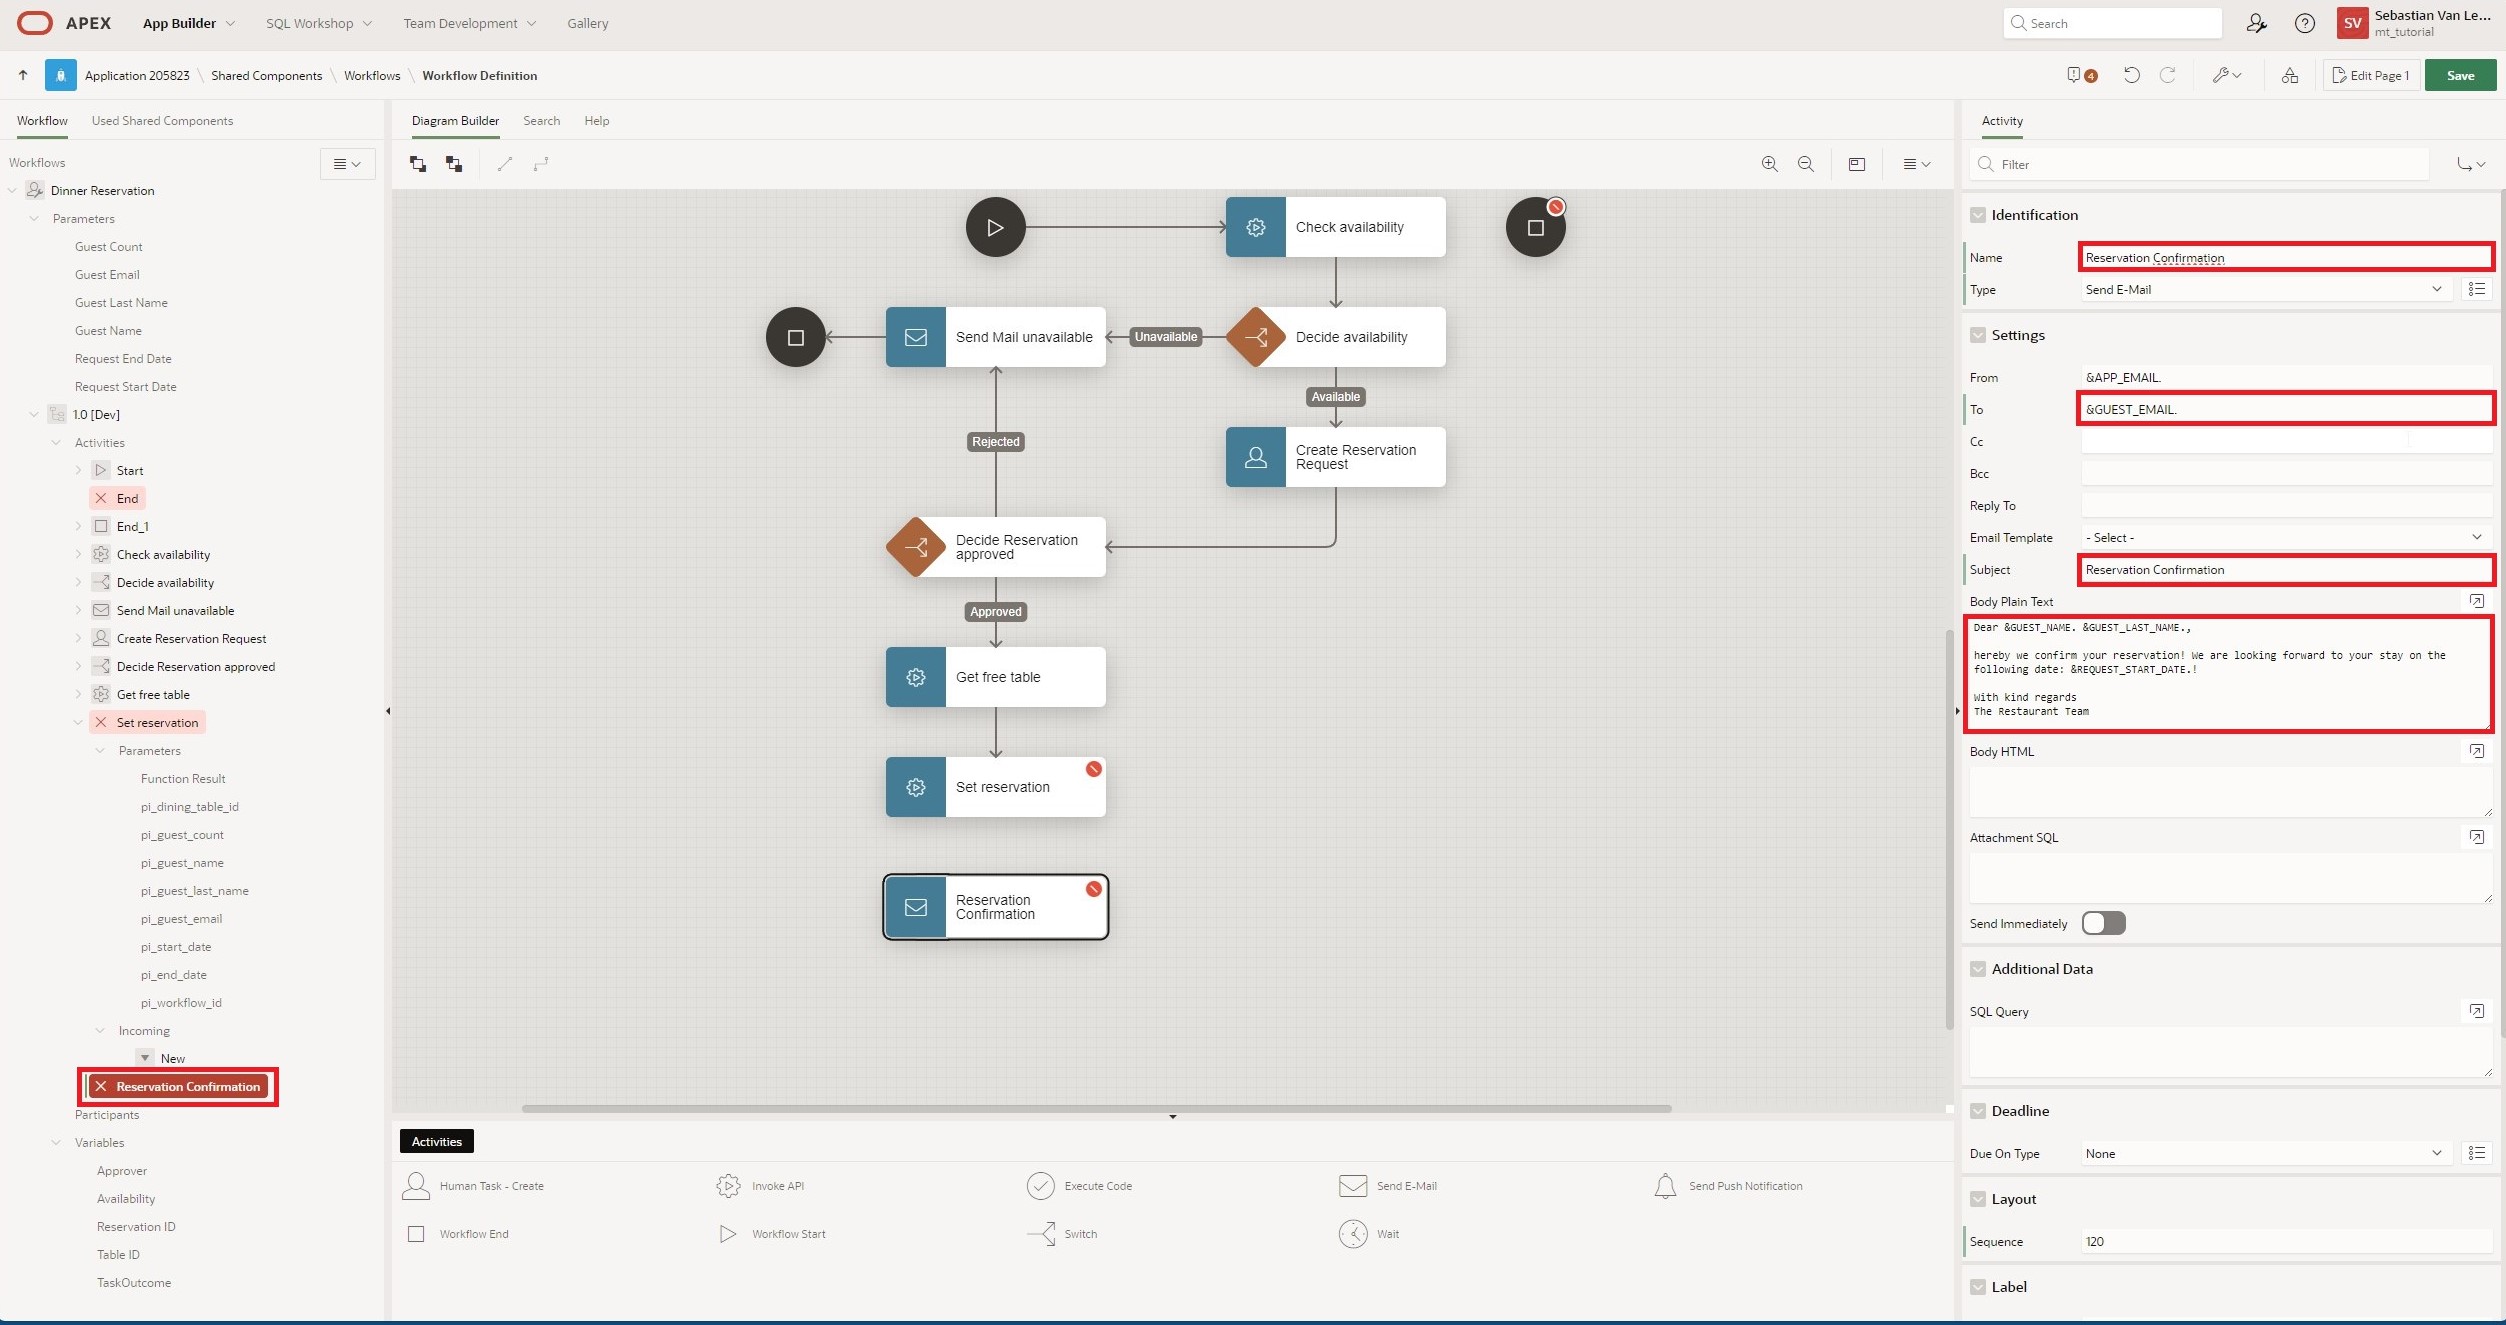 APEX App Builder SQL Workshop Team Development Gallery Search SV Sebastian Van Le...
mt_tutorial
Application 205823 \ Shared Components \ Workflows \ Workflow Definition 4 Edit Page 1 Save
Workflow Used Shared Components
Workflows
Dinner Reservation
Parameters
Guest Count
Guest Email
Guest Last Name
Guest Name
Request End Date
Request Start Date
1.0 [Dev]
Activities
Start
End
End_1
Check availability
Decide availability
Send Mail unavailable
Create Reservation Request
Decide Reservation approved
Get free table
Set reservation
Parameters
Function Result
pi_dining_table_id
pi_guest_count
pi_guest_name
pi_guest_last_name
pi_guest_email
pi_start_date
pi_end_date
pi_workflow_id
Incoming
New
Reservation Confirmation
Participants
Variables
Approver
Availability
Reservation ID
Table ID
TaskOutcome
Diagram Builder Search Help
Check availability
Send Mail unavailable
Unavailable
Decide availability
Available
Rejected
Create Reservation
Request
Decide Reservation
approved
Approved
Get free table
Set reservation
Reservation
Confirmation
Activities
Human Task - Create Invoke API Execute Code Send E-Mail Send Push Notification
Workflow End Workflow Start Switch Wait
Activity
Filter
Identification
Name Reservation Confirmation
Type Send E-Mail
Settings
From &APP_EMAIL.
To &GUEST_EMAIL.
Cc
Bcc
Reply To
Email Template - Select -
Subject Reservation Confirmation
Body Plain Text
Dear &GUEST_NAME. &GUEST_LAST_NAME.,
hereby we confirm your reservation! We are looking forward to your stay on the
following date: &REQUEST_START_DATE.!
With kind regards
The Restaurant Team
Body HTML
Attachment SQL
Send Immediately
Additional Data
SQL Query
Deadline
Due On Type None
Layout
Sequence 120
Label